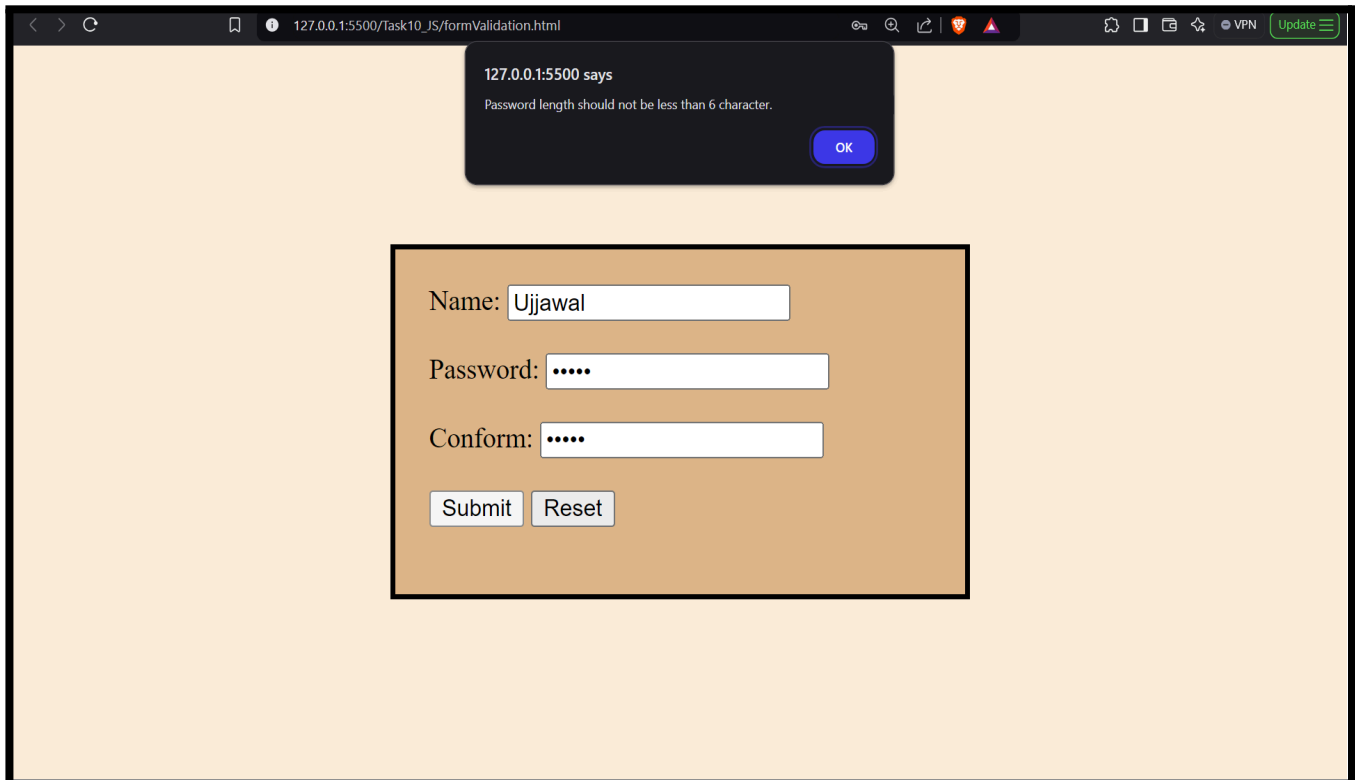 127.0.0.1:5500/Task10_JS/formValidation.html VPN Update
127.0.0.1:5500 says
Password length should not be less than 6 character.
OK
Name: Ujjawal
Password: •••••
Conform: •••••
Submit Reset